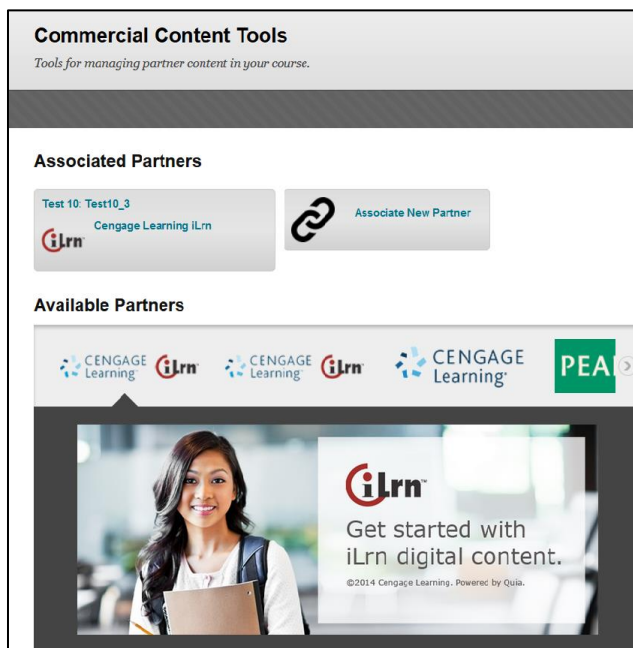 Commercial Content Tools
Tools for managing partner content in your course.
Associated Partners
Test 10: Test10_3
Cengage Learning iLrn
iLrn
Associate New Partner
Available Partners
CENGAGE
Learning
iLrn
CENGAGE
Learning
iLrn
CENGAGE
Learning
PEA
iLrn™
Get started with
iLrn digital content.
©2014 Cengage Learning. Powered by Quia.